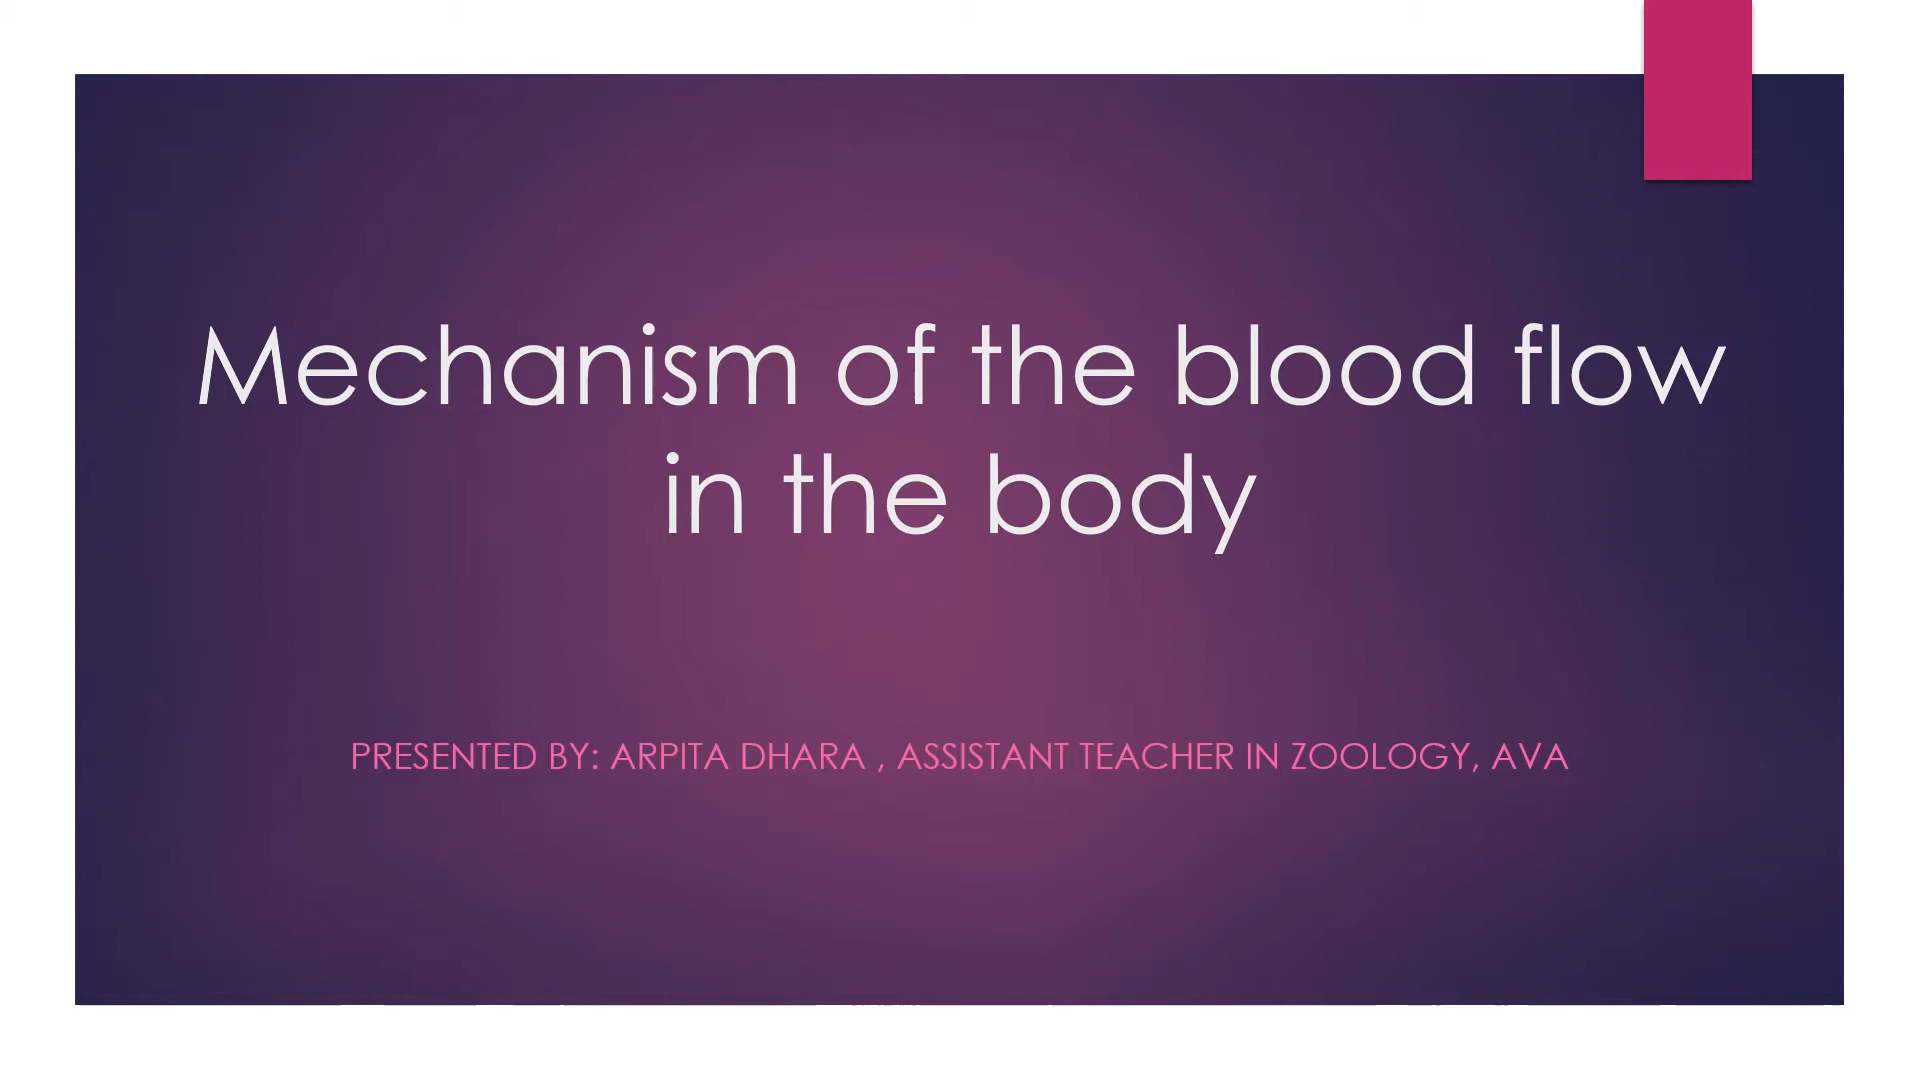 Mechanism of the blood flow
in the body
PRESENTED BY: ARPITA DHARA , ASSISTANT TEACHER IN ZOOLOGY, AVA